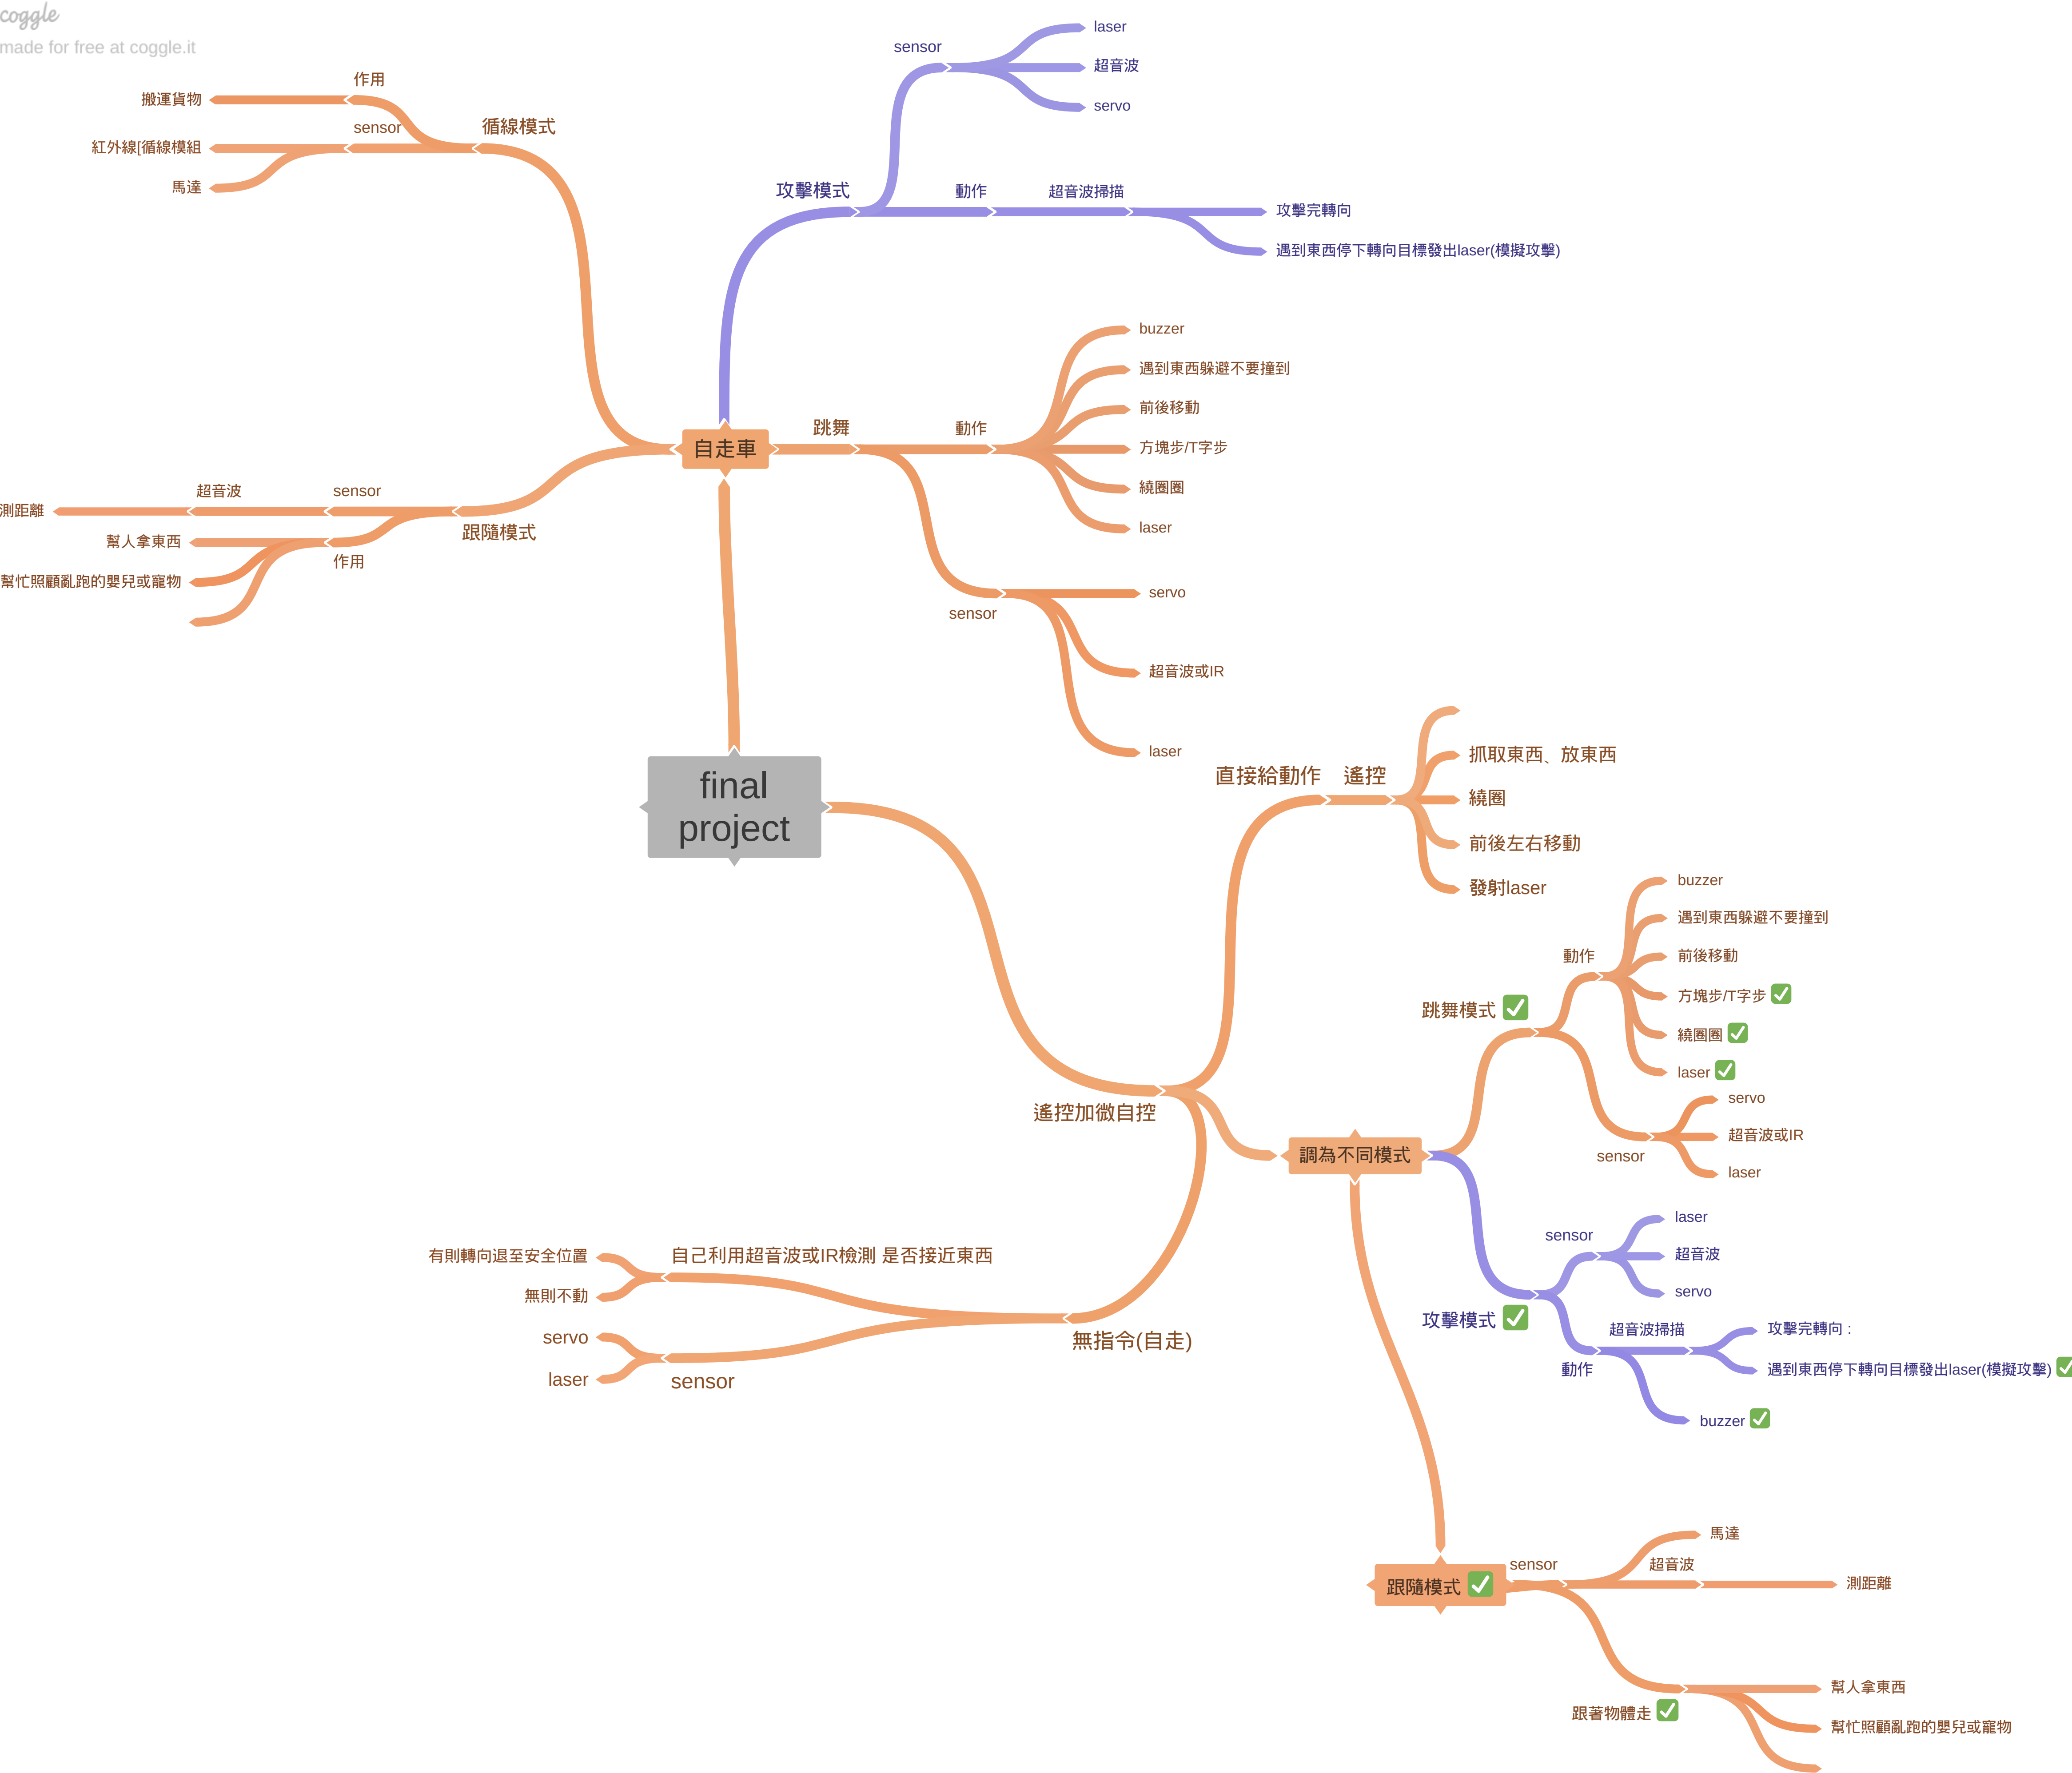 coggle
made for free at coggle.it
循線模式
作用
搬運貨物
sensor
紅外線[循線模組
馬達
攻擊模式
sensor
laser
超音波
servo
動作
超音波掃描
攻擊完轉向
遇到東西停下轉向目標發出laser(模擬攻擊)
自走車
跳舞
動作
buzzer
遇到東西躲避不要撞到
前後移動
方塊步/T字步
繞圈圈
laser
sensor
servo
超音波或IR
laser
跟隨模式
sensor
超音波
測距離
作用
幫人拿東西
幫忙照顧亂跑的嬰兒或寵物
final
project
遙控加微自控
直接給動作
遙控
抓取東西、放東西
繞圈
前後左右移動
發射laser
調為不同模式
跳舞模式 ✅
動作
buzzer
遇到東西躲避不要撞到
前後移動
方塊步/T字步 ✅
繞圈圈 ✅
laser ✅
sensor
servo
超音波或IR
laser
攻擊模式 ✅
sensor
laser
超音波
servo
動作
超音波掃描
攻擊完轉向 :
遇到東西停下轉向目標發出laser(模擬攻擊) ✅
buzzer ✅
無指令(自走)
自己利用超音波或IR檢測 是否接近東西
有則轉向退至安全位置
無則不動
sensor
servo
laser
跟隨模式 ✅
sensor
馬達
超音波
測距離
跟著物體走 ✅
幫人拿東西
幫忙照顧亂跑的嬰兒或寵物